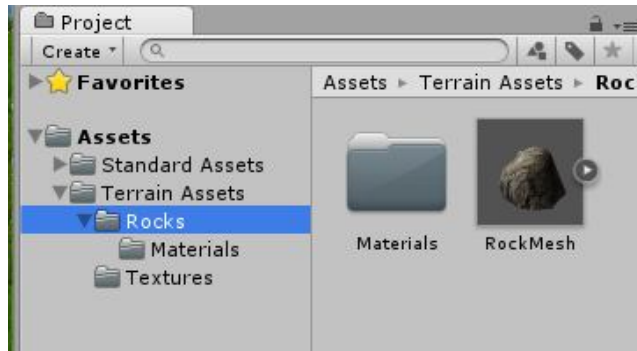 Project
Create
Favorites
Assets ▸ Terrain Assets ▸ Roc
Assets
Standard Assets
Terrain Assets
Rocks
Materials
Textures
Materials
RockMesh